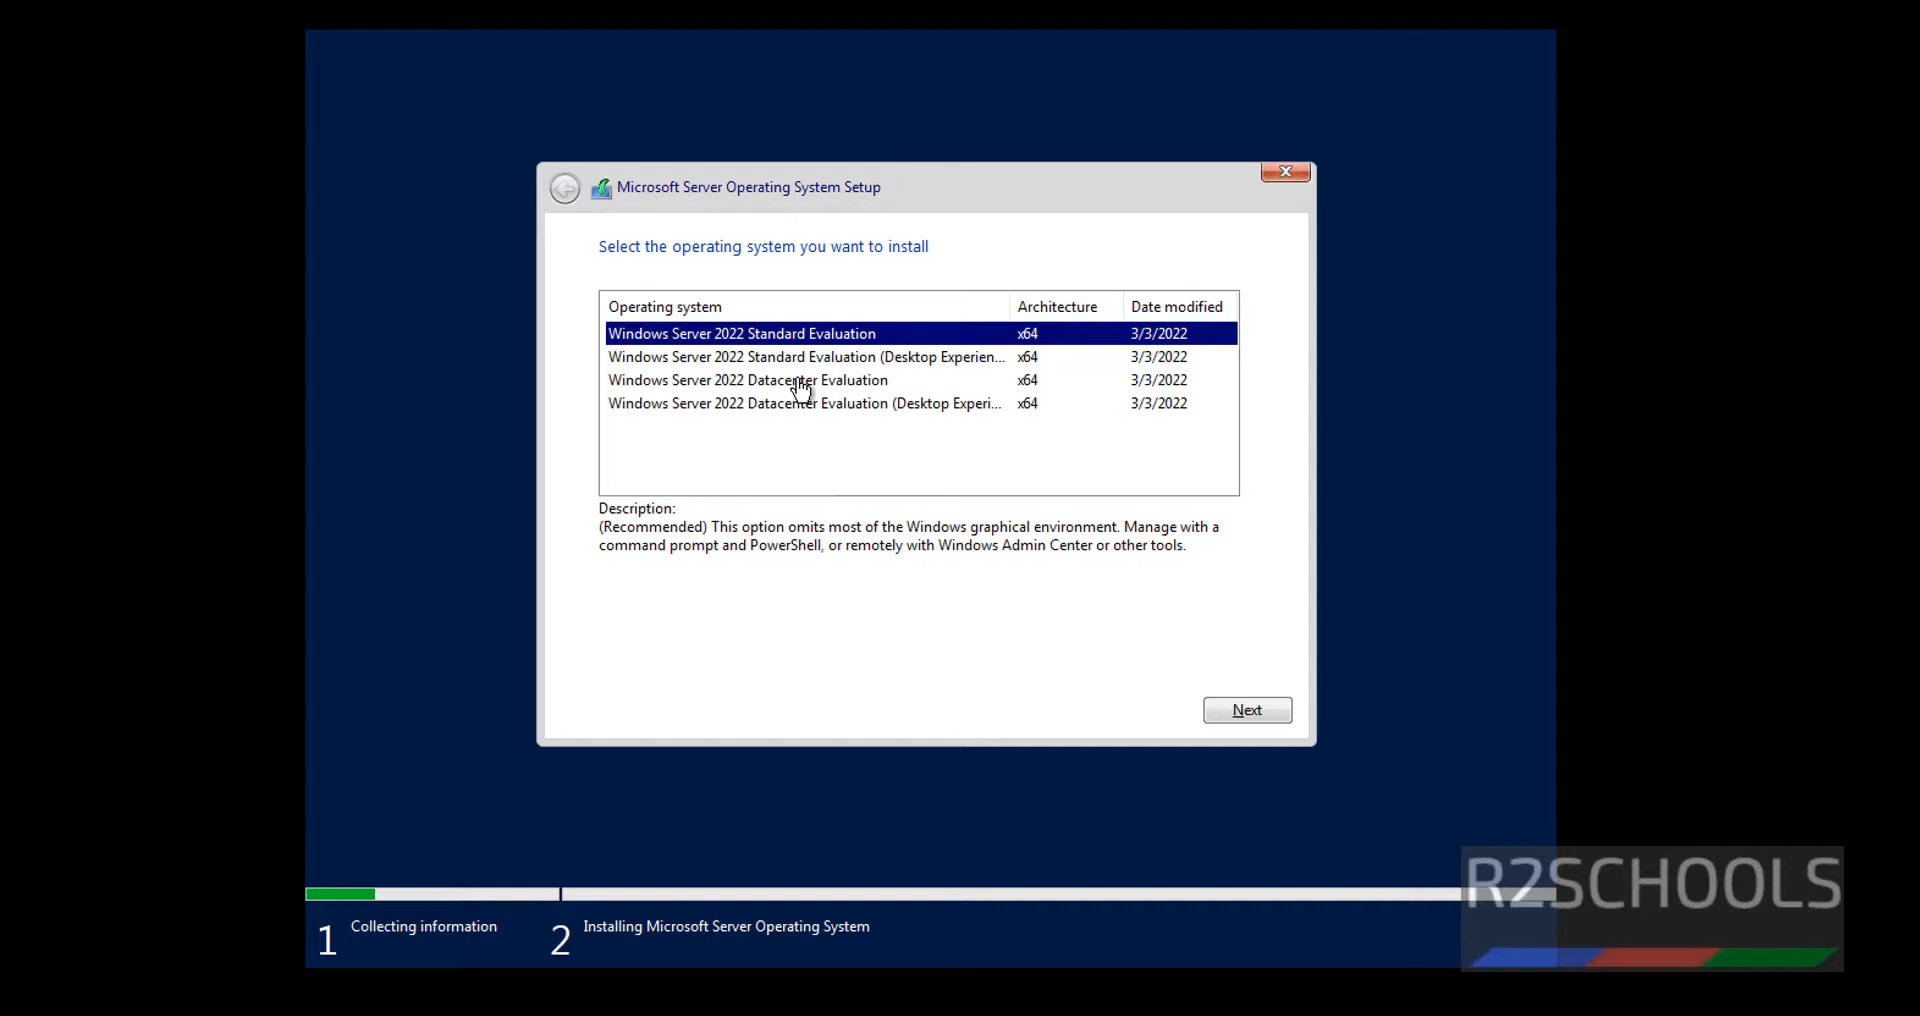 Microsoft Server Operating System Setup
Select the operating system you want to install
Operating system Architecture Date modified
Windows Server 2022 Standard Evaluation x64 3/3/2022
Windows Server 2022 Standard Evaluation (Desktop Experien... x64 3/3/2022
Windows Server 2022 Datacenter Evaluation x64 3/3/2022
Windows Server 2022 Datacenter Evaluation (Desktop Experi... x64 3/3/2022
Description:
(Recommended) This option omits most of the Windows graphical environment. Manage with a
command prompt and PowerShell, or remotely with Windows Admin Center or other tools.
Next
R2SCHOOLS
1 Collecting information 2 Installing Microsoft Server Operating System